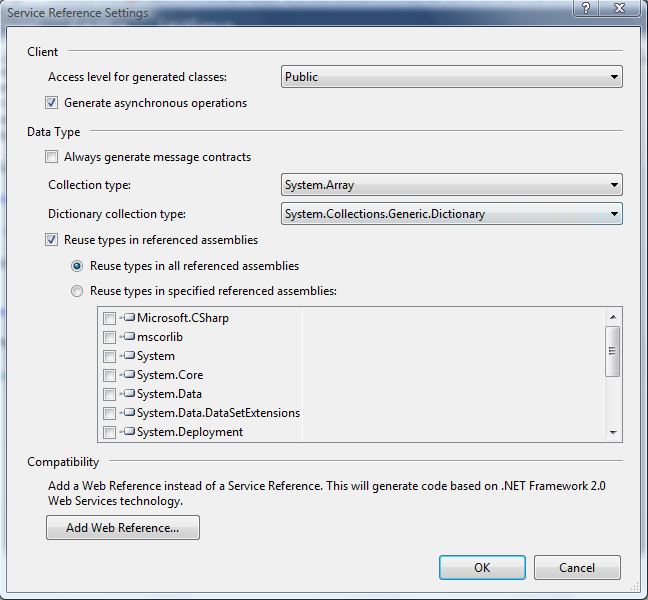 Service Reference Settings
Client
Access level for generated classes:
Public
Generate asynchronous operations
Data Type
Always generate message contracts
Collection type:
System.Array
Dictionary collection type:
System.Collections.Generic.Dictionary
Reuse types in referenced assemblies
Reuse types in all referenced assemblies
Reuse types in specified referenced assemblies:
Microsoft.CSharp
mscorlib
System
System.Core
System.Data
System.Data.DataSetExtensions
System.Deployment
Compatibility
Add a Web Reference instead of a Service Reference. This will generate code based on .NET Framework 2.0
Web Services technology.
Add Web Reference...
OK
Cancel